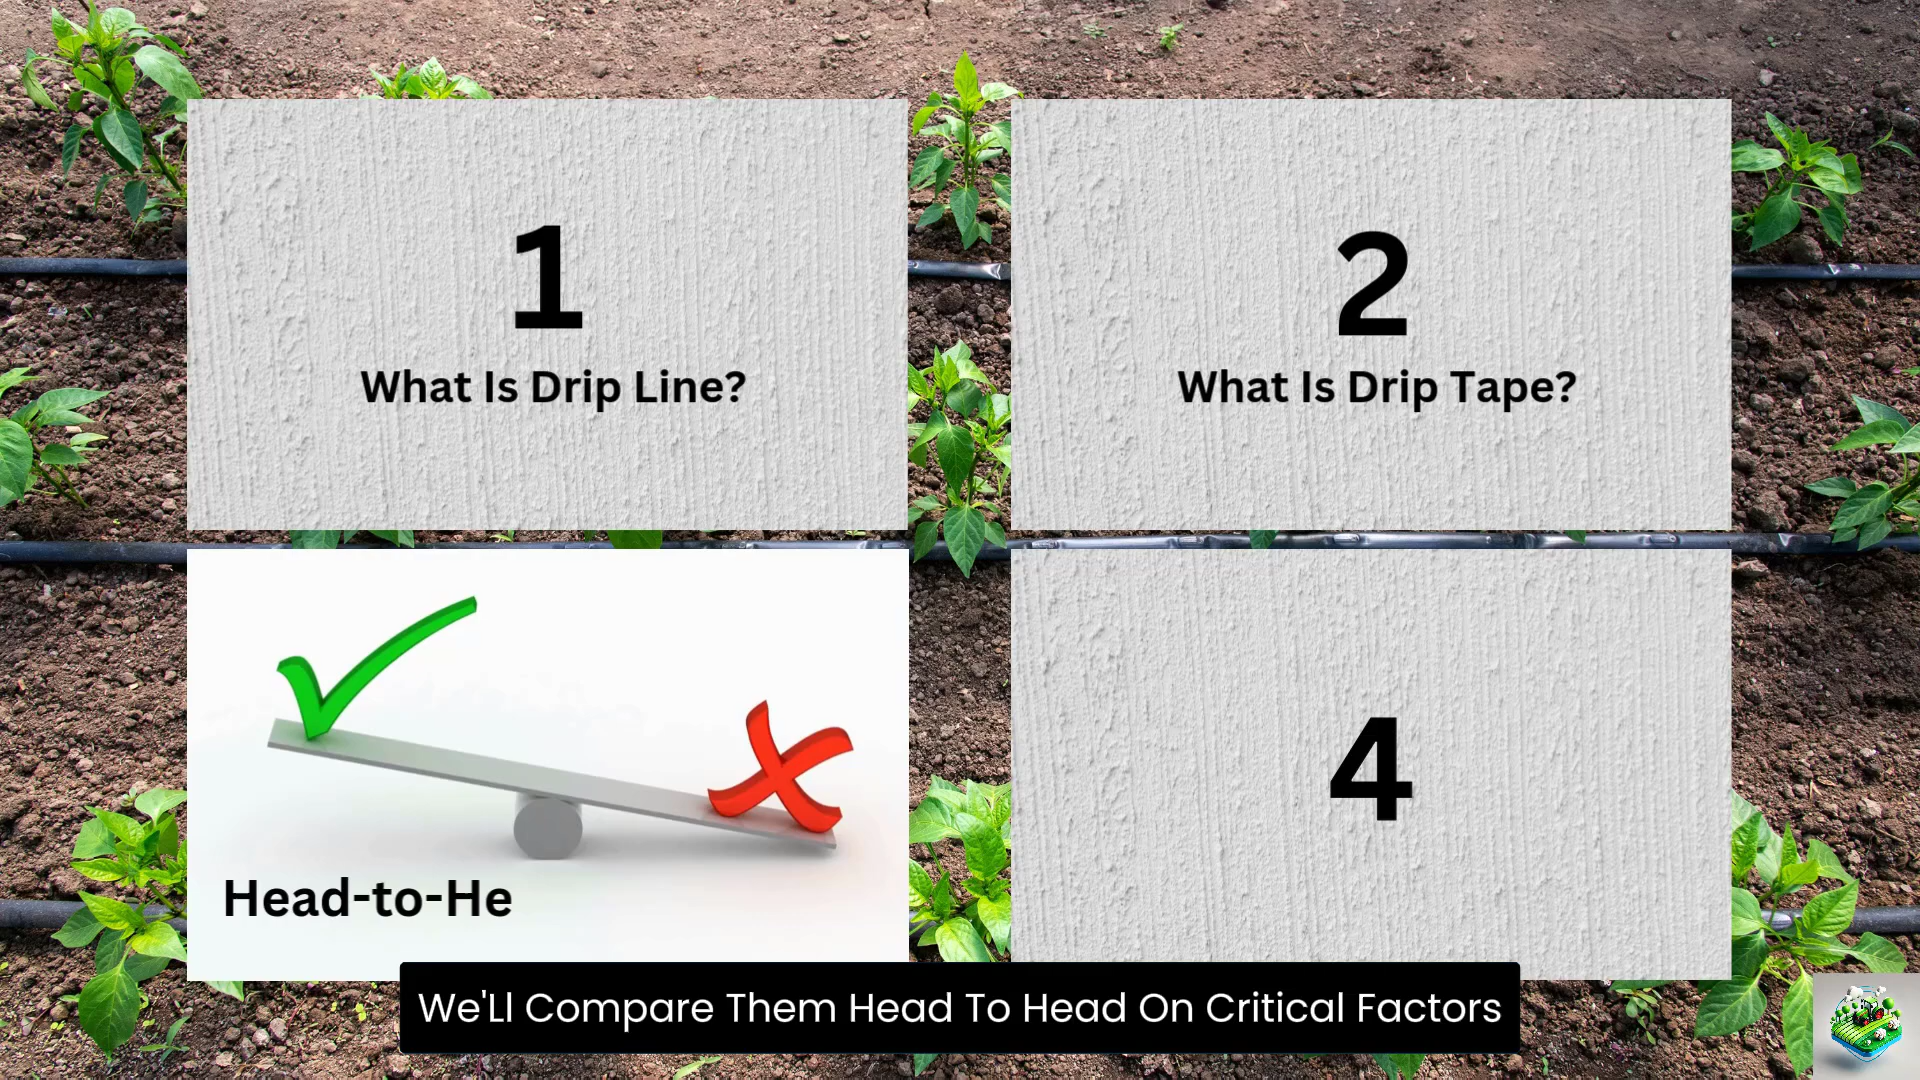 1
What Is Drip Line?
2
What Is Drip Tape?
Head-to-He
4
We'Ll Compare Them Head To Head On Critical Factors